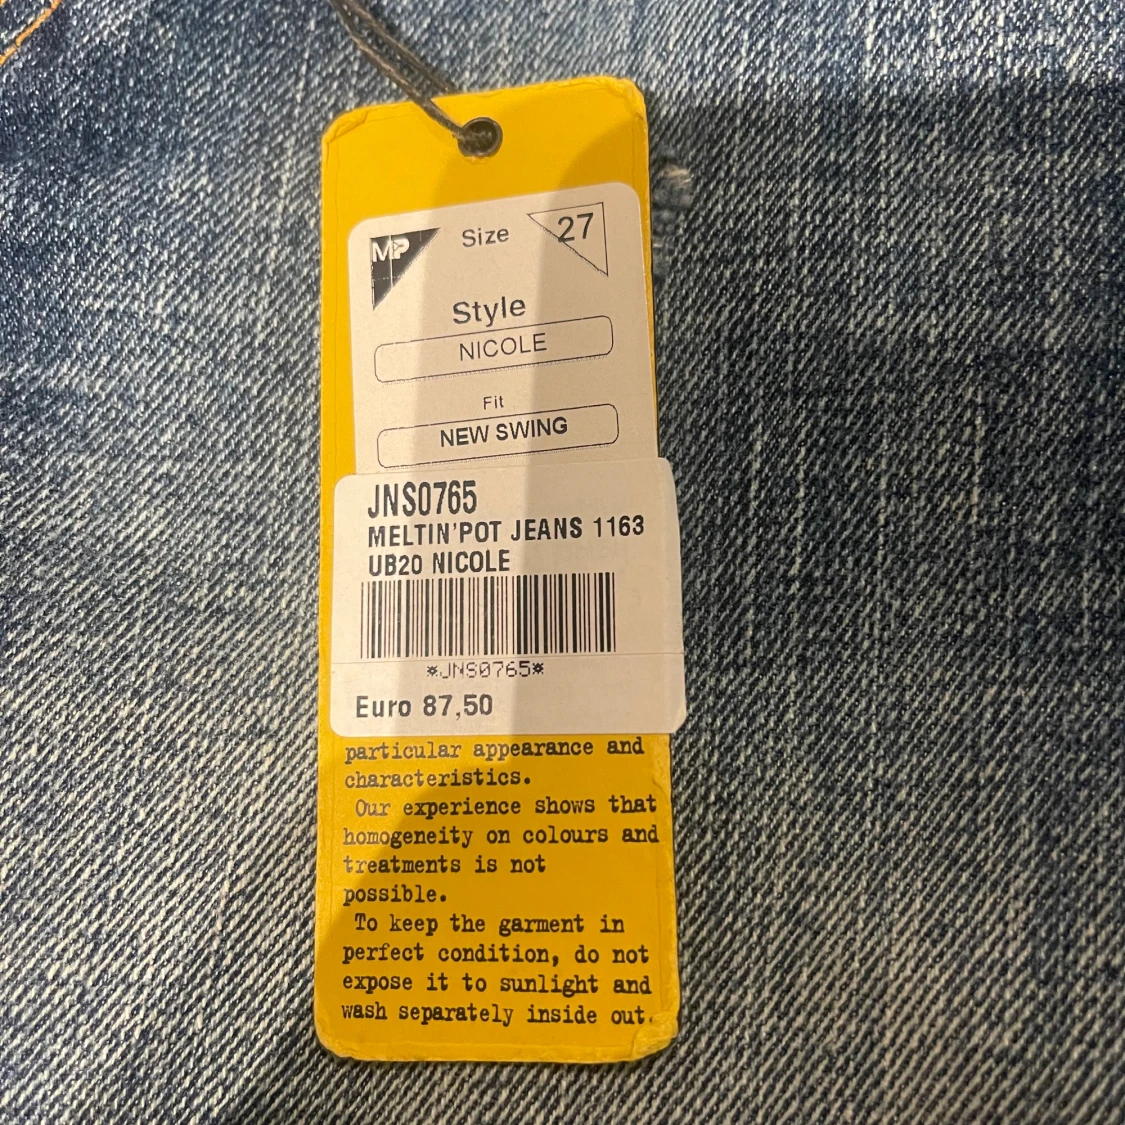 MP
Size
27
Style
NICOLE
Fit
NEW SWING
JNS0765
MELTIN'POT JEANS 1163
UB20 NICOLE
*JNS0765*
Euro 87,50
particular appearance and
characteristics.
Our experience shows that
homogeneity on colours and
treatments is not
possible.
To keep the garment in
perfect condition, do not
expose it to sunlight and
wash separately inside out.